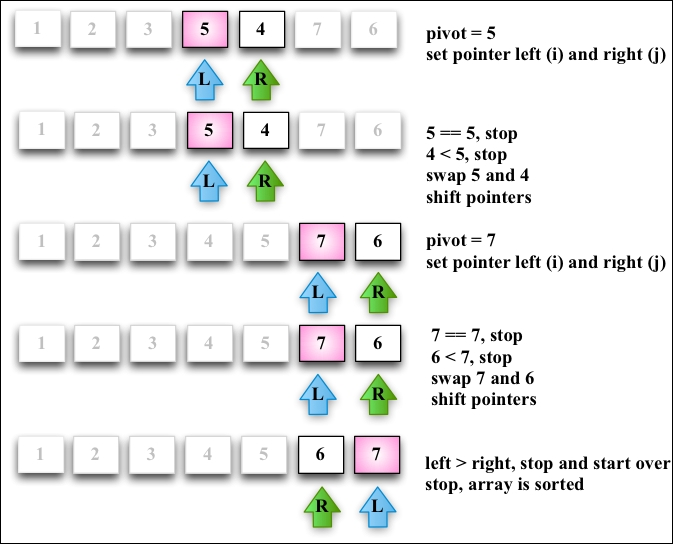 1 2 3 5 4 7 6
pivot = 5
set pointer left (i) and right (j)
L R
1 2 3 5 4 7 6
5 == 5, stop
4 < 5, stop
swap 5 and 4
shift pointers
L R
1 2 3 4 5 7 6
pivot = 7
set pointer left (i) and right (j)
L R
1 2 3 4 5 7 6
7 == 7, stop
6 < 7, stop
swap 7 and 6
shift pointers
L R
1 2 3 4 5 6 7
left > right, stop and start over
stop, array is sorted
R L